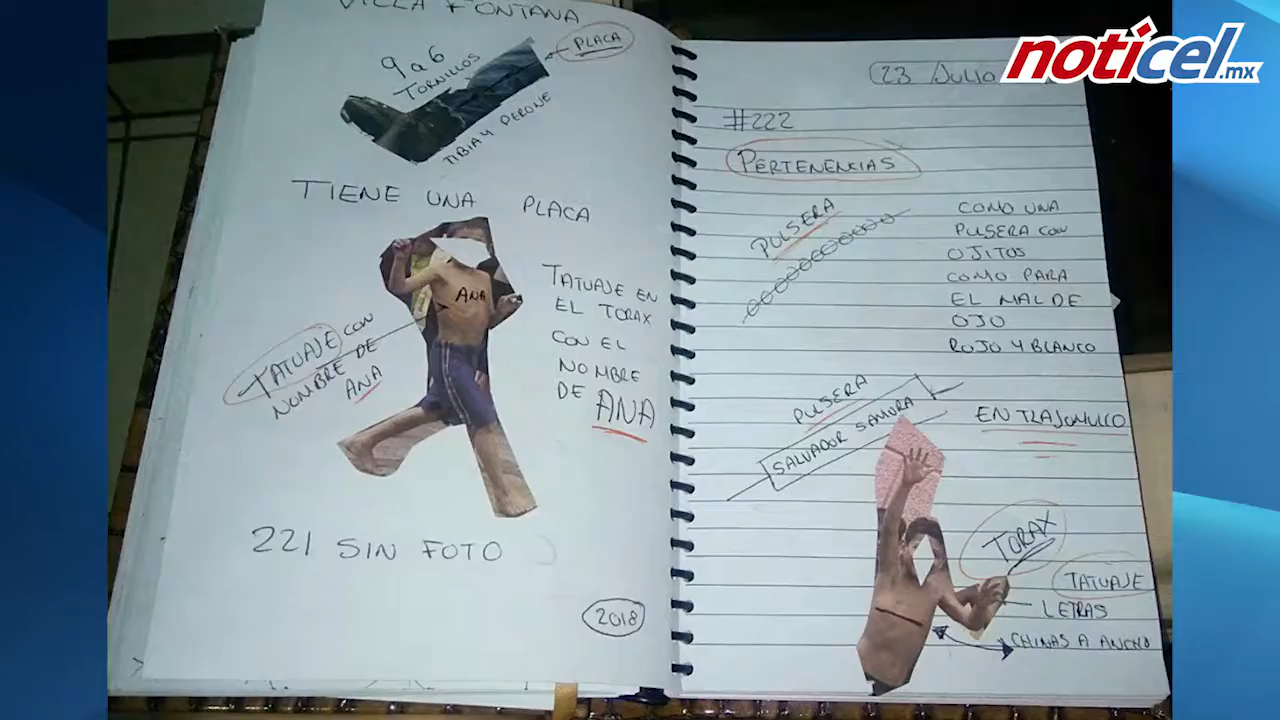 VILLA FONTANA
9 a 6
TORNILLOS
PLACA
TIBIA Y PERONE
TIENE UNA PLACA
ANA
TATUAJE CON
NOMBRE DE
ANA
TATUAJE EN
EL TORAX
CON EL
NOMBRE
DE ANA
221 SIN FOTO
2018
noticel.mx
23 Julio
#222
PERTENENCIAS
PULSERA
COMO UNA
PULSERA CON
OJITOS
COMO PARA
EL MAL DE
OJO
ROJO Y BLANCO
PULSERA
SALVADOR
EN TLAJOMULCO
TORAX
TATUAJE
LETRAS
CHINAS A ANCHO